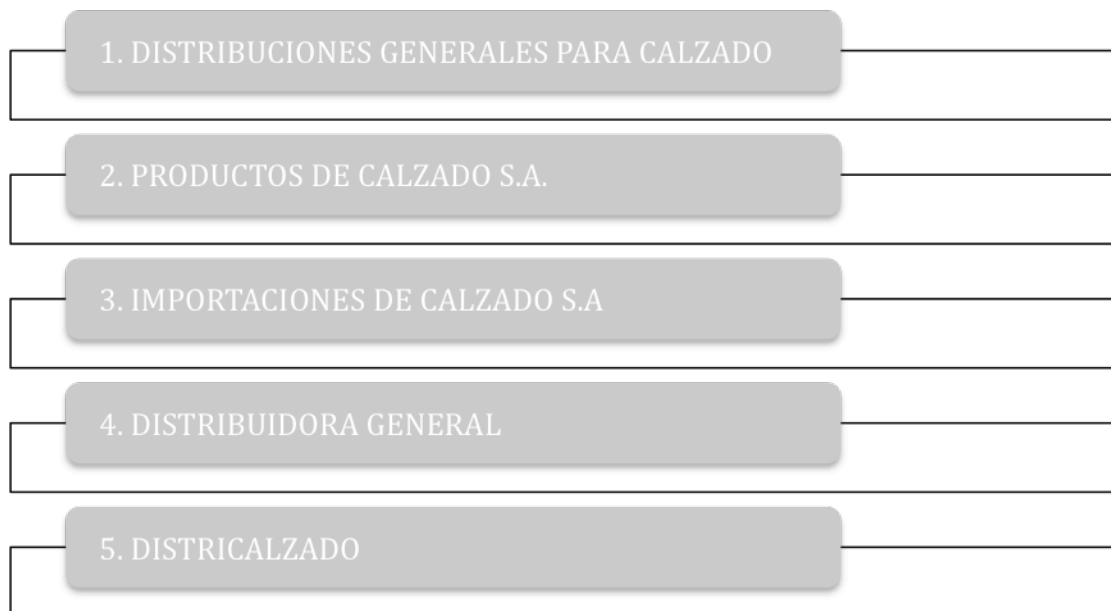 1. DISTRIBUCIONES GENERALES PARA CALZADO
2. PRODUCTOS DE CALZADO S.A.
3. IMPORTACIONES DE CALZADO S.A
4. DISTRIBUIDORA GENERAL
5. DISTRICALZADO